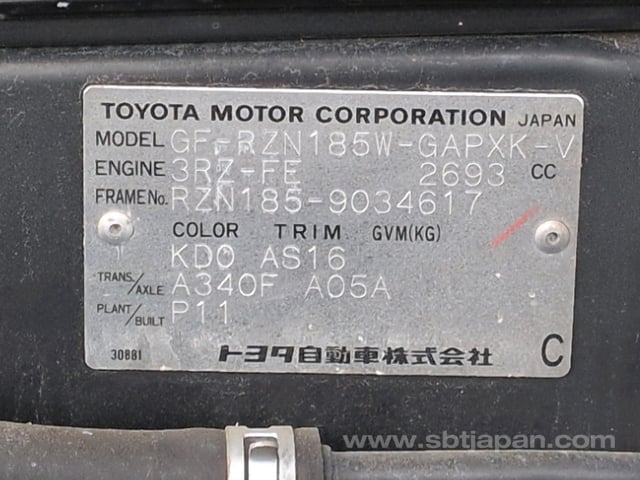 TOYOTA MOTOR CORPORATION JAPAN
MODEL GF-RZN185W-GAPXK-V
ENGINE 3RZ-FE 2693 CC
FRAME No. RZN185-9034617
COLOR TRIM GVM(KG)
KD0 AS16
TRANS/AXLE A340F A05A
PLANT/BUILT P11
30881 トヨタ自動車株式会社 C
www.sbtjapan.com